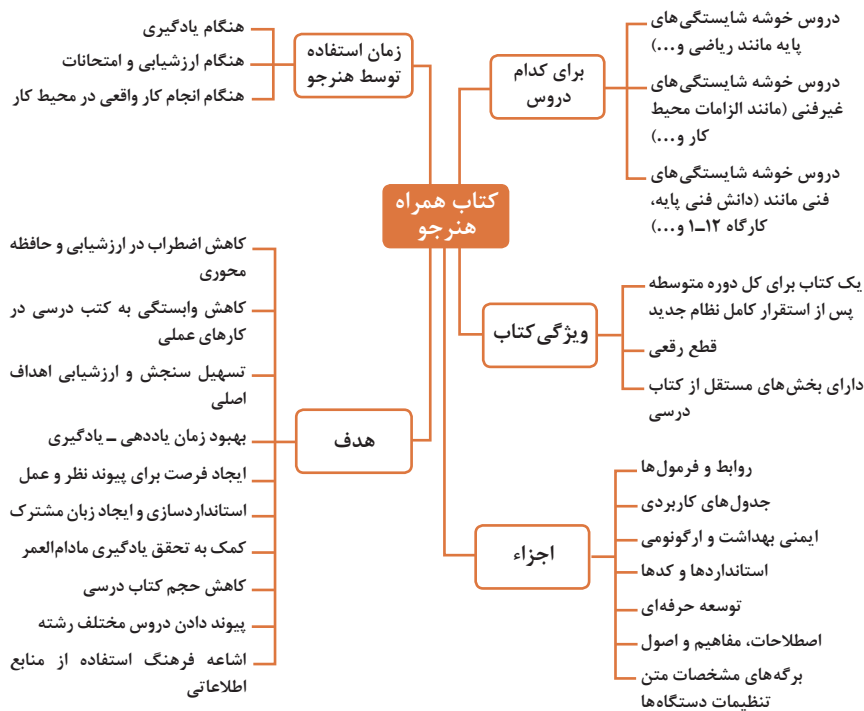 کتاب همراه
هنرجو
برای کدام
دروس
دروس خوشه شایستگی‌های
پایه مانند ریاضی و...)
دروس خوشه شایستگی‌های
غیرفنی (مانند الزامات محیط
کار و...)
دروس خوشه شایستگی‌های
فنی مانند (دانش فنی پایه،
کارگاه ۱۲ـ۱ و...)
ویژگی کتاب
یک کتاب برای کل دوره متوسطه
پس از استقرار کامل نظام جدید
قطع رقعی
دارای بخش‌های مستقل از کتاب
درسی
اجزاء
روابط و فرمول‌ها
جدول‌های کاربردی
ایمنی بهداشت و ارگونومی
استانداردها و کدها
توسعه حرفه‌ای
اصطلاحات، مفاهیم و اصول
برگه‌های مشخصات متن
تنظیمات دستگاه‌ها
زمان استفاده
توسط هنرجو
هنگام یادگیری
هنگام ارزشیابی و امتحانات
هنگام انجام کار واقعی در محیط کار
هدف
کاهش اضطراب در ارزشیابی و حافظه
محوری
کاهش وابستگی به کتب درسی در
کارهای عملی
تسهیل سنجش و ارزشیابی اهداف
اصلی
بهبود زمان یاددهی ـ یادگیری
ایجاد فرصت برای پیوند نظر و عمل
استانداردسازی و ایجاد زبان مشترک
کمک به تحقق یادگیری مادام‌العمر
کاهش حجم کتاب درسی
پیوند دادن دروس مختلف رشته
اشاعه فرهنگ استفاده از منابع
اطلاعاتی